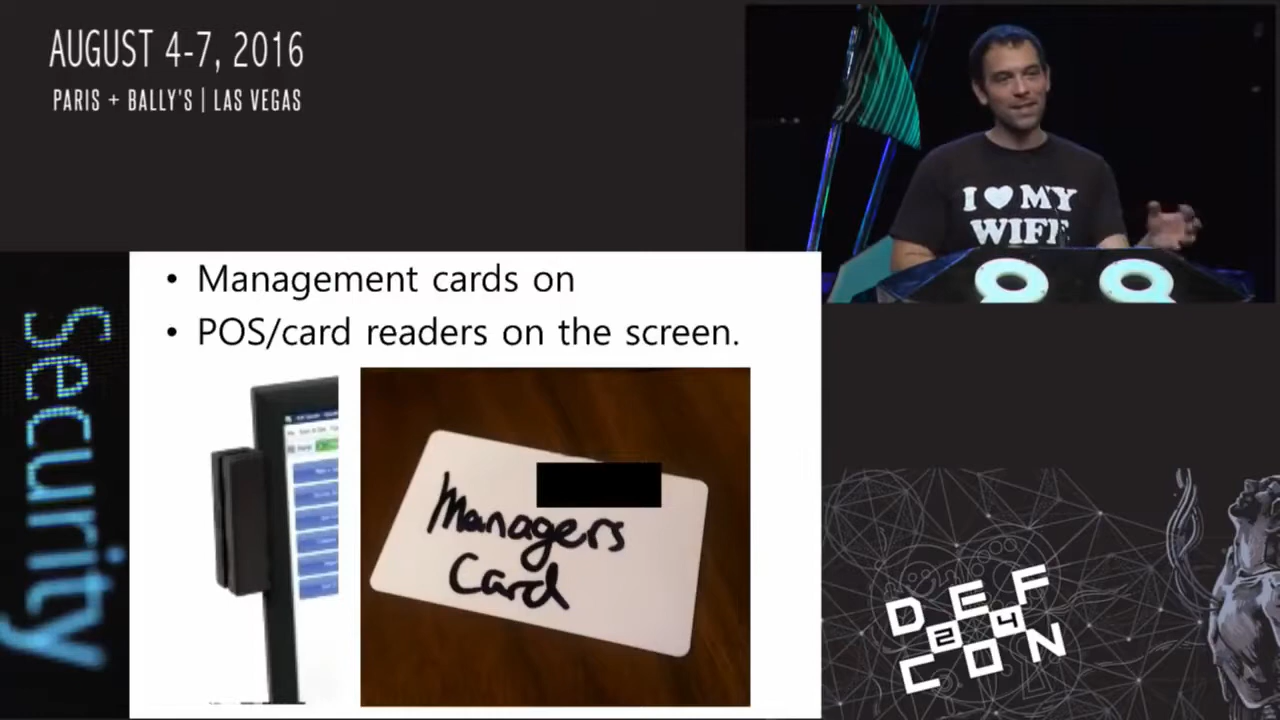 AUGUST 4-7, 2016
PARIS + BALLY'S | LAS VEGAS
I ♥ MY
WIFE
Security
• Management cards on
• POS/card readers on the screen.
Managers
Card
DEF
24
CON